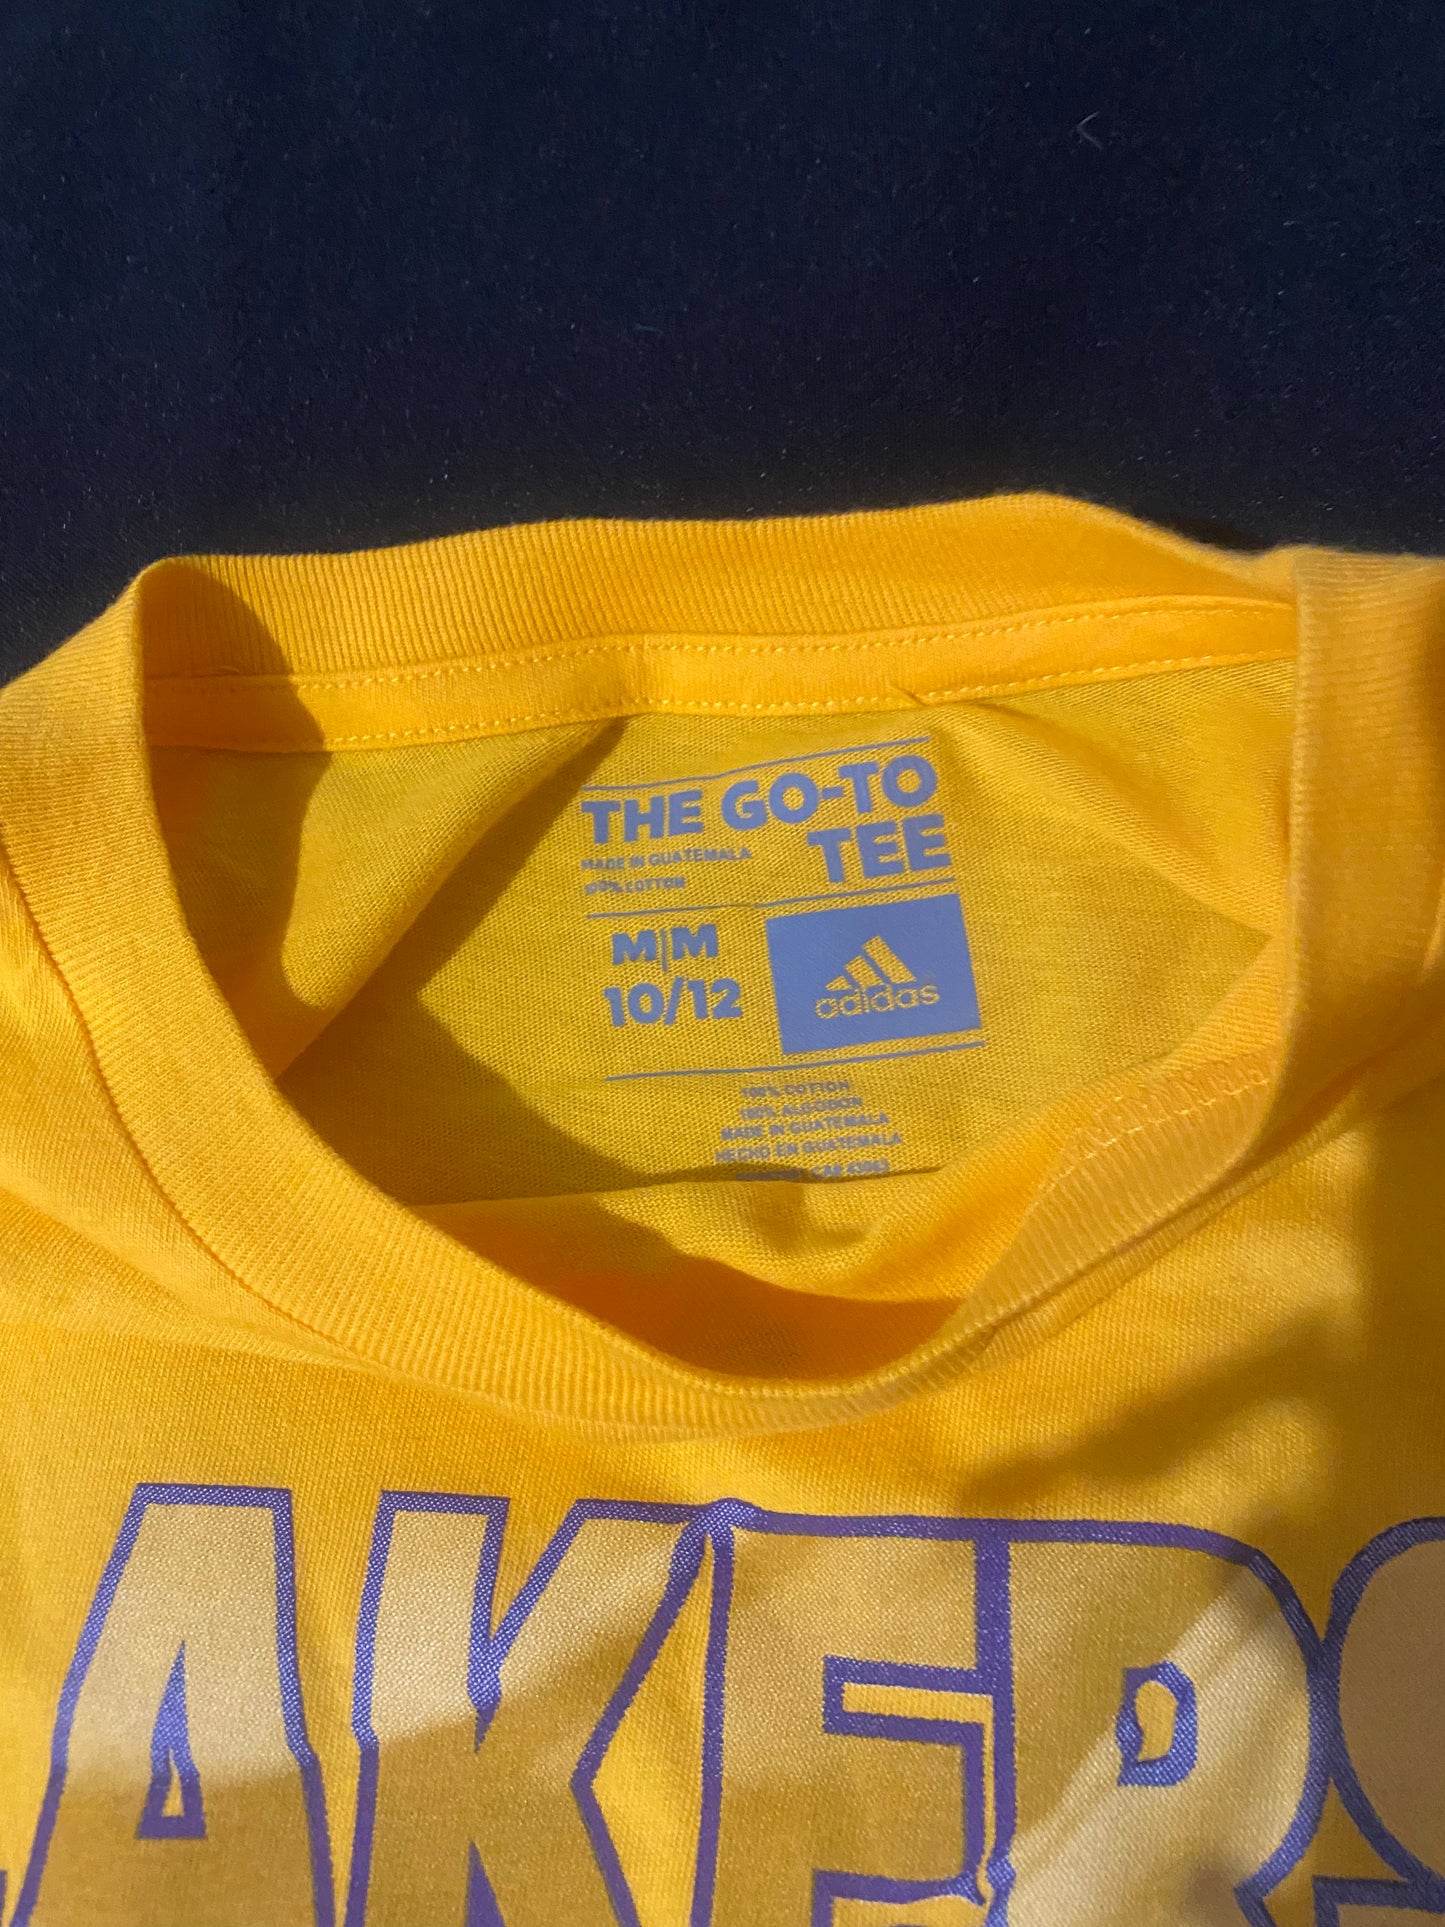 THE GO-TO
TEE
MADE IN GUATEMALA
100% COTTON
M|M
10/12
adidas
100% COTTON
100% ALGODON
MADE IN GUATEMALA
HECHO EN GUATEMALA
AKERS